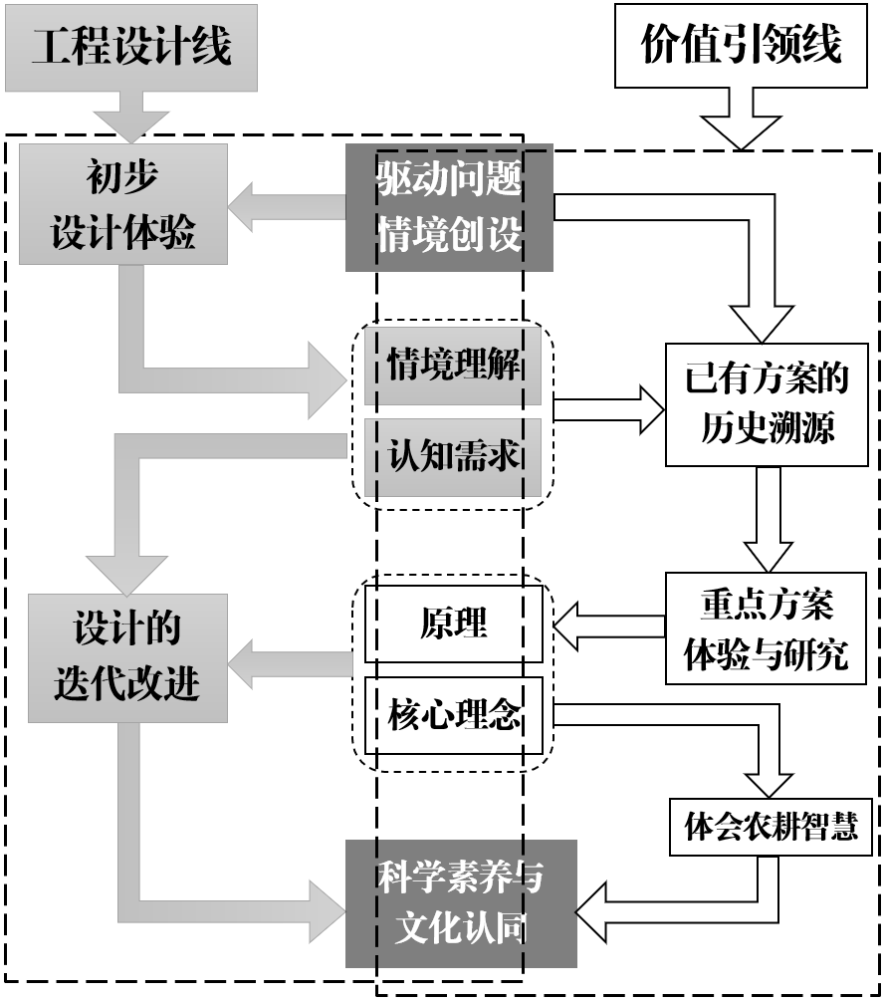 工程设计线
价值引领线
初步
设计体验
驱动问题
情境创设
情境理解
认知需求
已有方案的
历史溯源
设计的
迭代改进
原理
核心理念
重点方案
体验与研究
体会农耕智慧
科学素养与
文化认同